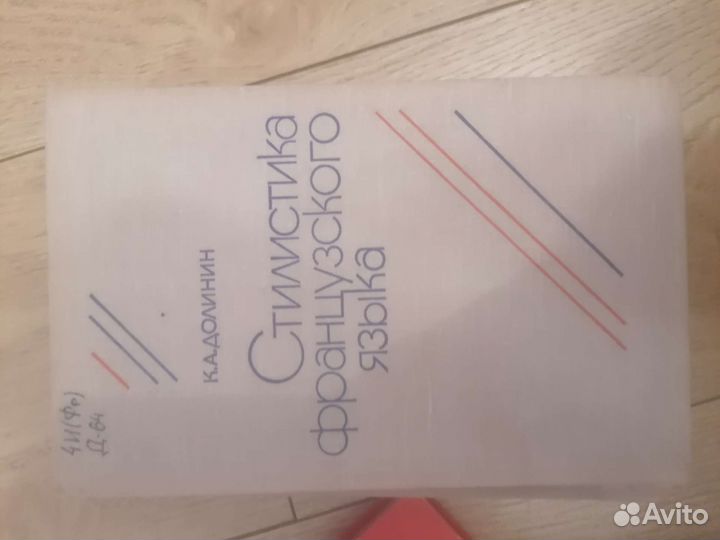 4И(Фр)
Д-64
К.А.ДОЛИНИН
Стилистика
французского
языка
Avito